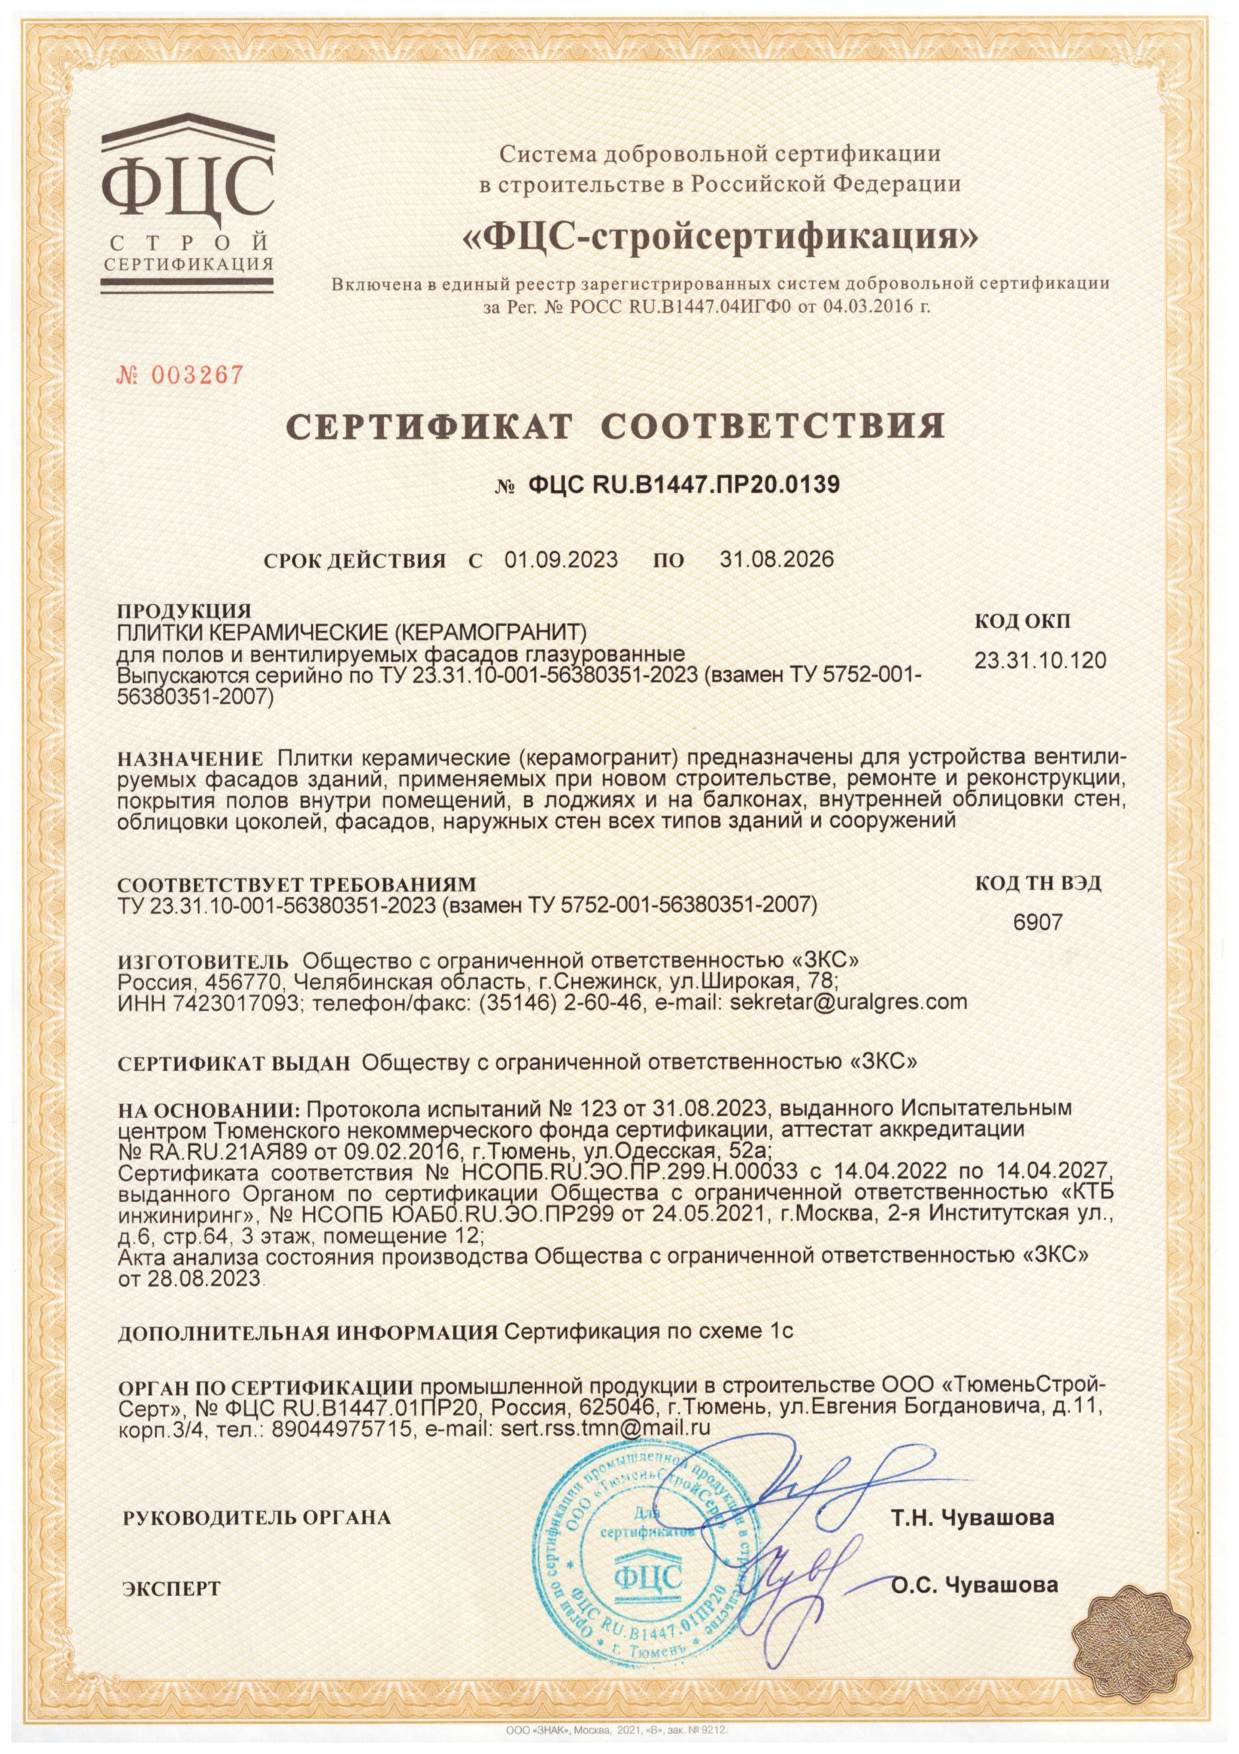 ФЦС
СТРОЙ
СЕРТИФИКАЦИЯ
Система добровольной сертификации
в строительстве в Российской Федерации
«ФЦС-стройсертификация»
Включена в единый реестр зарегистрированных систем добровольной сертификации
за Рег. № РОСС RU.В1447.04ИГФ0 от 04.03.2016 г.
№ 003267
СЕРТИФИКАТ СООТВЕТСТВИЯ
№ ФЦС RU.В1447.ПР20.0139
СРОК ДЕЙСТВИЯ С 01.09.2023 ПО 31.08.2026
ПРОДУКЦИЯ
ПЛИТКИ КЕРАМИЧЕСКИЕ (КЕРАМОГРАНИТ)
для полов и вентилируемых фасадов глазурованные
Выпускаются серийно по ТУ 23.31.10-001-56380351-2023 (взамен ТУ 5752-001-
56380351-2007)
КОД ОКП
23.31.10.120
НАЗНАЧЕНИЕ Плитки керамические (керамогранит) предназначены для устройства вентили-
руемых фасадов зданий, применяемых при новом строительстве, ремонте и реконструкции,
покрытия полов внутри помещений, в лоджиях и на балконах, внутренней облицовки стен,
облицовки цоколей, фасадов, наружных стен всех типов зданий и сооружений
СООТВЕТСТВУЕТ ТРЕБОВАНИЯМ
ТУ 23.31.10-001-56380351-2023 (взамен ТУ 5752-001-56380351-2007)
КОД ТН ВЭД
6907
ИЗГОТОВИТЕЛЬ Общество с ограниченной ответственностью «ЗКС»
Россия, 456770, Челябинская область, г.Снежинск, ул.Широкая, 78;
ИНН 7423017093; телефон/факс: (35146) 2-60-46, e-mail: sekretar@uralgres.com
СЕРТИФИКАТ ВЫДАН Обществу с ограниченной ответственностью «ЗКС»
НА ОСНОВАНИИ: Протокола испытаний № 123 от 31.08.2023, выданного Испытательным
центром Тюменского некоммерческого фонда сертификации, аттестат аккредитации
№ RA.RU.21АЯ89 от 09.02.2016, г.Тюмень, ул.Одесская, 52а;
Сертификата соответствия № НСОПБ.RU.ЭО.ПР.299.Н.00033 с 14.04.2022 по 14.04.2027,
выданного Органом по сертификации Общества с ограниченной ответственностью «КТБ
инжиниринг», № НСОПБ ЮАБ0.RU.ЭО.ПР299 от 24.05.2021, г.Москва, 2-я Институтская ул.,
д.6, стр.64, 3 этаж, помещение 12;
Акта анализа состояния производства Общества с ограниченной ответственностью «ЗКС»
от 28.08.2023.
ДОПОЛНИТЕЛЬНАЯ ИНФОРМАЦИЯ Сертификация по схеме 1с
ОРГАН ПО СЕРТИФИКАЦИИ промышленной продукции в строительстве ООО «ТюменьСтрой-
Серт», № ФЦС RU.В1447.01ПР20, Россия, 625046, г.Тюмень, ул.Евгения Богдановича, д.11,
корп.3/4, тел.: 89044975715, e-mail: sert.rss.tmn@mail.ru
Орган по сертификации промышленной продукции в строительстве
ООО «ТюменьСтройСерт»
Для
сертификатов
ФЦС
ФЦС RU.В1447.01ПР20
г. Тюмень
РУКОВОДИТЕЛЬ ОРГАНА Т.Н. Чувашова
ЭКСПЕРТ О.С. Чувашова
ООО «ЗНАК», Москва, 2021, «В», зак. № 9212.